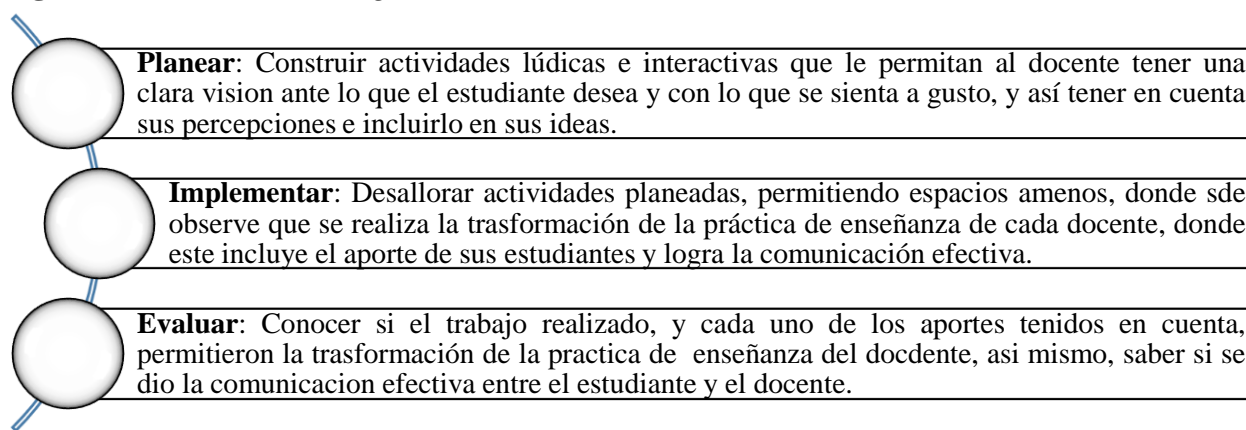 Planear: Construir actividades lúdicas e interactivas que le permitan al docente tener una
clara vision ante lo que el estudiante desea y con lo que se sienta a gusto, y así tener en cuenta
sus percepciones e incluirlo en sus ideas.
Implementar: Desallorar actividades planeadas, permitiendo espacios amenos, donde sde
observe que se realiza la trasformación de la práctica de enseñanza de cada docente, donde
este incluye el aporte de sus estudiantes y logra la comunicación efectiva.
Evaluar: Conocer si el trabajo realizado, y cada uno de los aportes tenidos en cuenta,
permitieron la trasformación de la practica de enseñanza del docdente, asi mismo, saber si se
dio la comunicacion efectiva entre el estudiante y el docente.